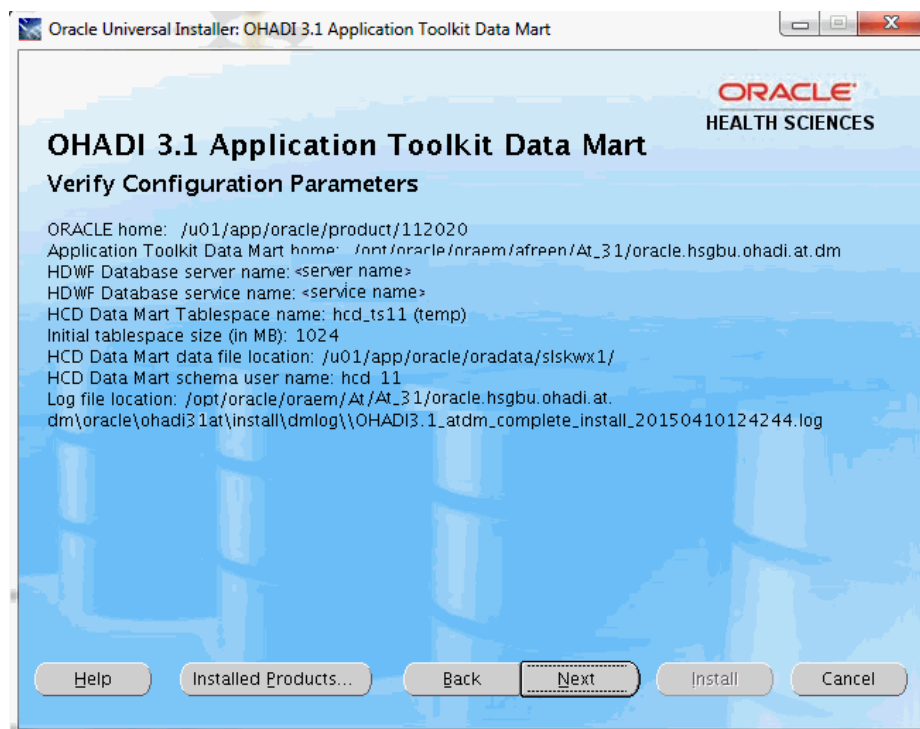 Oracle Universal Installer: OHADI 3.1 Application Toolkit Data Mart
ORACLE
HEALTH SCIENCES
OHADI 3.1 Application Toolkit Data Mart
Verify Configuration Parameters
ORACLE home: /u01/app/oracle/product/112020
Application Toolkit Data Mart home: /opt/oracle/oraem/afreen/At_31/oracle.hsgbu.ohadi.at.dm
HDWF Database server name: <server name>
HDWF Database service name: <service name>
HCD Data Mart Tablespace name: hcd_ts11 (temp)
Initial tablespace size (in MB): 1024
HCD Data Mart data file location: /u01/app/oracle/oradata/slskwx1/
HCD Data Mart schema user name: hcd_11
Log file location: /opt/oracle/oraem/At/At_31/oracle.hsgbu.ohadi.at.
dm\oracle\ohadi31at\install\dmlog\\OHADI3.1_atdm_complete_install_20150410124244.log
Help Installed Products... Back Next Install Cancel